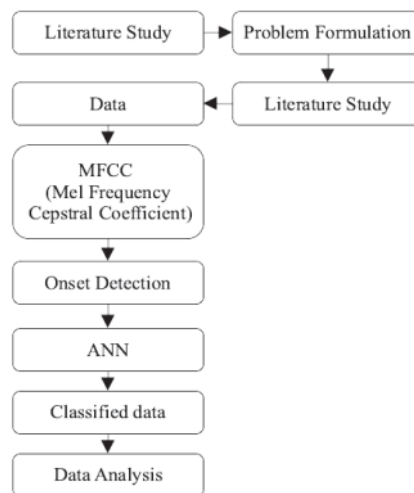 Literature Study
Problem Formulation
Literature Study
Data
MFCC
(Mel Frequency
Cepstral Coefficient)
Onset Detection
ANN
Classified data
Data Analysis